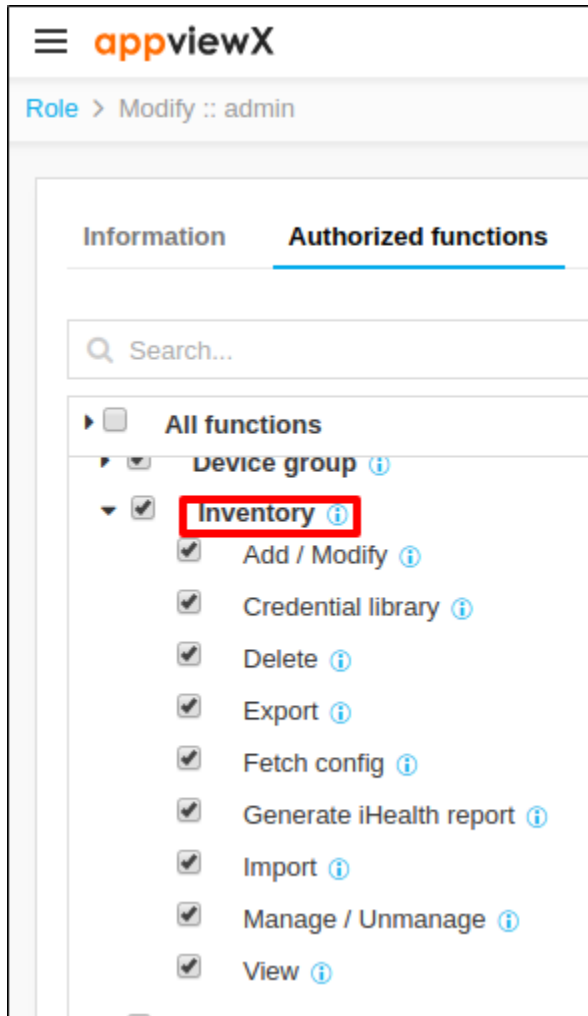 appviewX
Role > Modify :: admin
Information Authorized functions
Search...
All functions
Device group
Inventory
Add / Modify
Credential library
Delete
Export
Fetch config
Generate iHealth report
Import
Manage / Unmanage
View